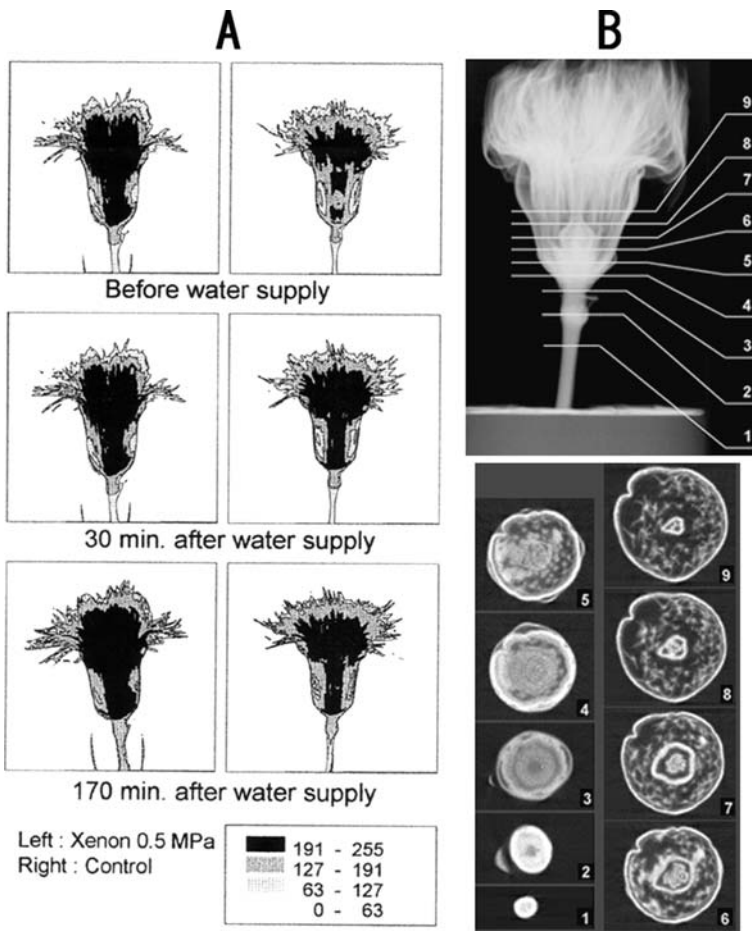 A
Before water supply
30 min. after water supply
170 min. after water supply
Left : Xenon 0.5 MPa
Right : Control
191 - 255
127 - 191
63 - 127
0 - 63
B
9
8
7
6
5
4
3
2
1
5
4
3
2
1
9
8
7
6